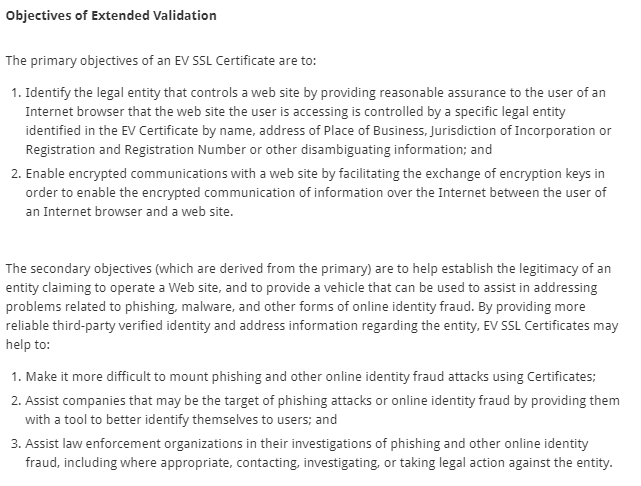 Objectives of Extended Validation
The primary objectives of an EV SSL Certificate are to:
1. Identify the legal entity that controls a web site by providing reasonable assurance to the user of an
Internet browser that the web site the user is accessing is controlled by a specific legal entity
identified in the EV Certificate by name, address of Place of Business, Jurisdiction of Incorporation or
Registration and Registration Number or other disambiguating information; and
2. Enable encrypted communications with a web site by facilitating the exchange of encryption keys in
order to enable the encrypted communication of information over the Internet between the user of
an Internet browser and a web site.
The secondary objectives (which are derived from the primary) are to help establish the legitimacy of an
entity claiming to operate a Web site, and to provide a vehicle that can be used to assist in addressing
problems related to phishing, malware, and other forms of online identity fraud. By providing more
reliable third-party verified identity and address information regarding the entity, EV SSL Certificates may
help to:
1. Make it more difficult to mount phishing and other online identity fraud attacks using Certificates;
2. Assist companies that may be the target of phishing attacks or online identity fraud by providing them
with a tool to better identify themselves to users; and
3. Assist law enforcement organizations in their investigations of phishing and other online identity
fraud, including where appropriate, contacting, investigating, or taking legal action against the entity.